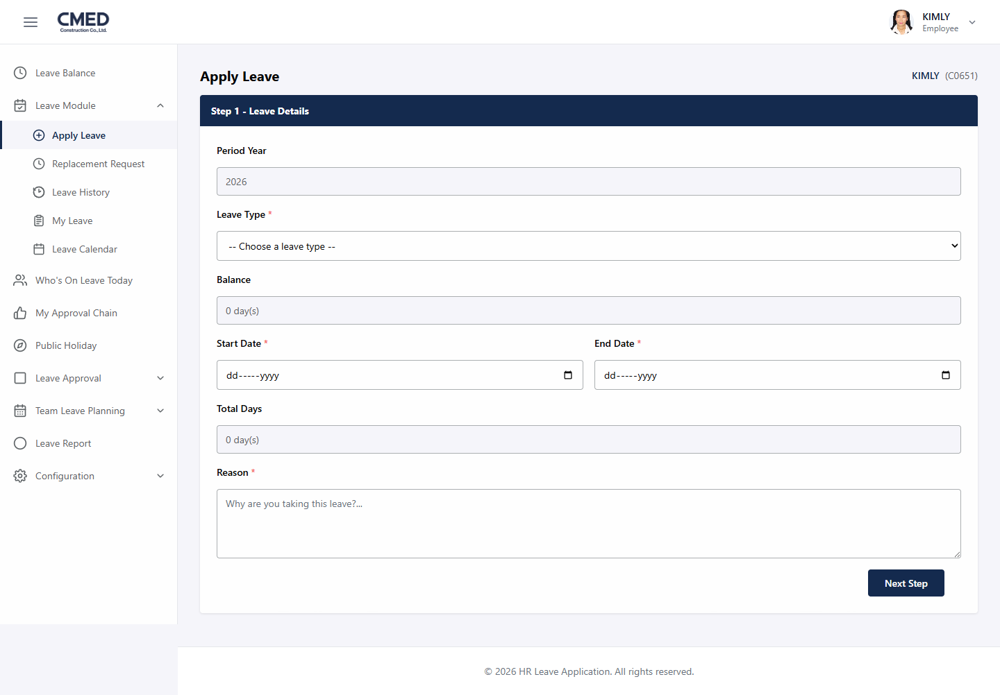 CMED
Construction Co.,Ltd.
KIMLY
Employee
Leave Balance
Leave Module
Apply Leave
Replacement Request
Leave History
My Leave
Leave Calendar
Who's On Leave Today
My Approval Chain
Public Holiday
Leave Approval
Team Leave Planning
Leave Report
Configuration
Apply Leave
KIMLY (C0651)
Step 1 - Leave Details
Period Year
2026
Leave Type *
-- Choose a leave type --
Balance
0 day(s)
Start Date *
End Date *
dd-----yyyy
dd-----yyyy
Total Days
0 day(s)
Reason *
Why are you taking this leave?...
Next Step
© 2026 HR Leave Application. All rights reserved.